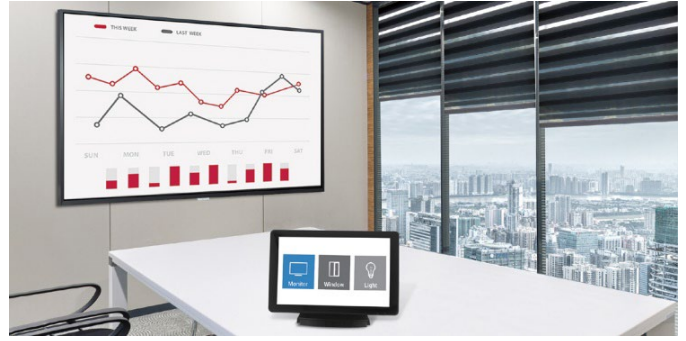 THIS WEEK
LAST WEEK
SUN MON TUE WED THU FRI SAT
Monitor Window Light